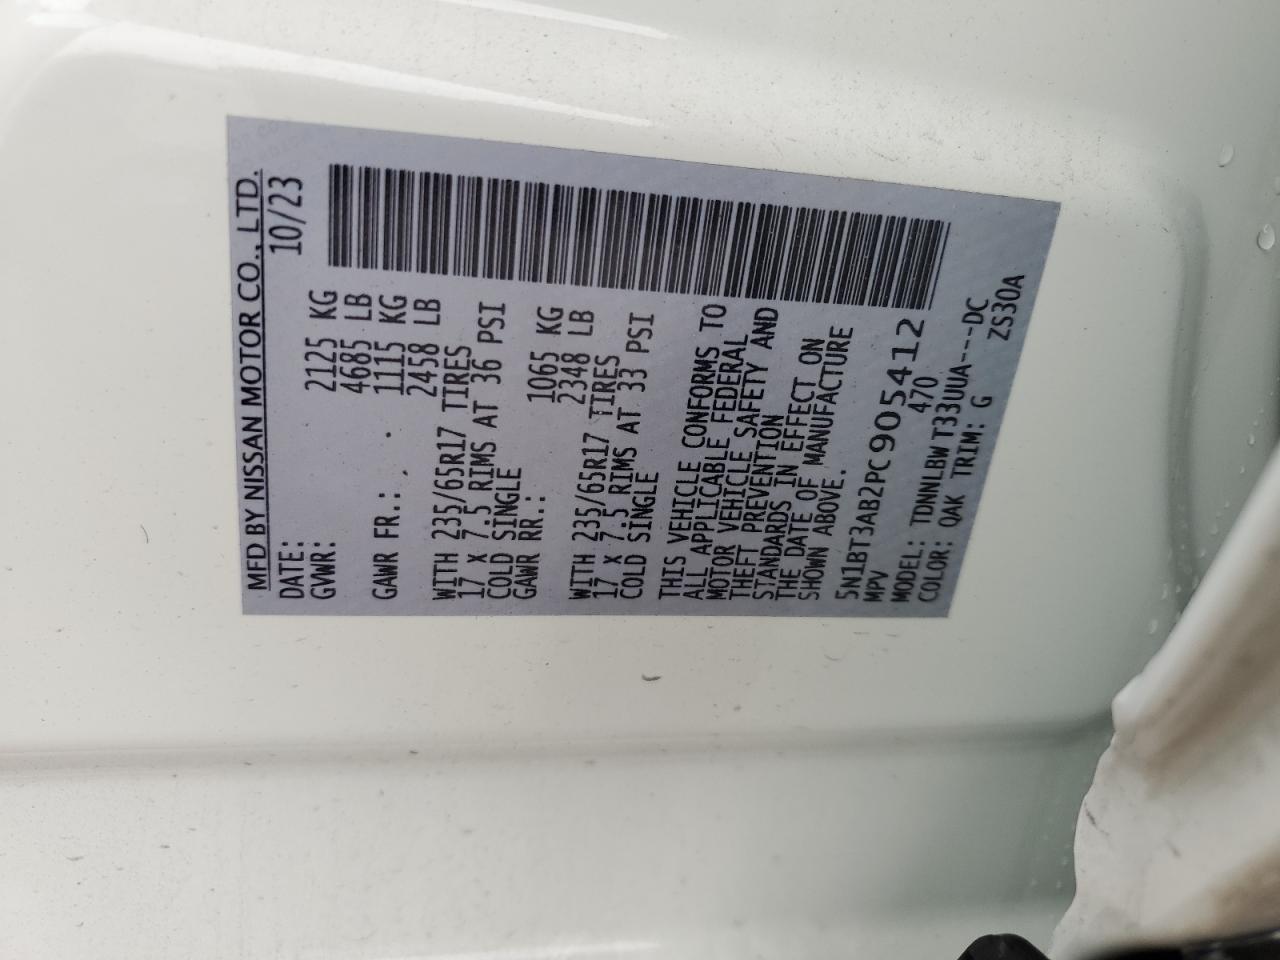 MFD BY NISSAN MOTOR CO., LTD.
DATE: 10/23
GVWR: 2125 KG
4685 LB
GAWR FR.: 1115 KG
2458 LB
WITH 235/65R17 TIRES
17 X 7.5 RIMS AT 36 PSI
COLD SINGLE
GAWR RR.: 1065 KG
2348 LB
WITH 235/65R17 TIRES
17 X 7.5 RIMS AT 33 PSI
COLD SINGLE
THIS VEHICLE CONFORMS TO
ALL APPLICABLE FEDERAL
MOTOR VEHICLE SAFETY AND
THEFT PREVENTION
STANDARDS IN EFFECT ON
THE DATE OF MANUFACTURE
SHOWN ABOVE.
5N1BT3AB2PC905412
MPV 470
MODEL: TDNNLBWT33UUA---DC
COLOR: QAK TRIM: G ZS30A